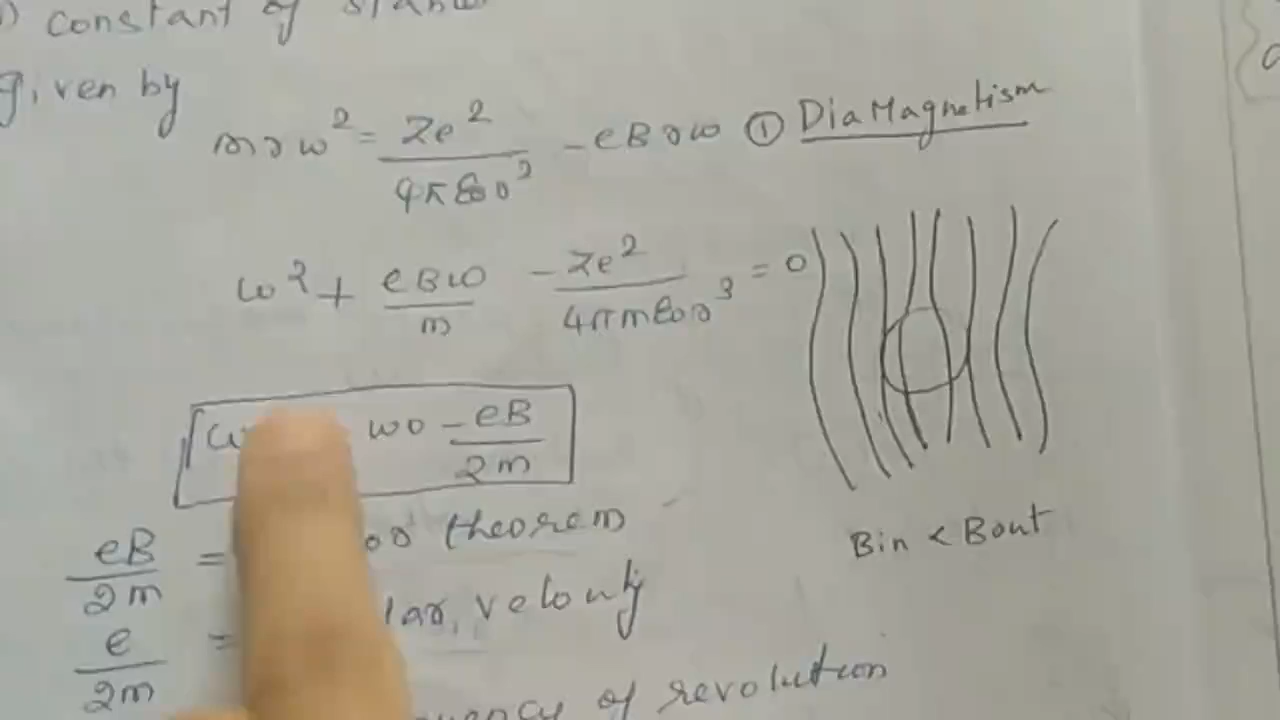 constant of
given by
mrω² = Ze² / 4πε₀r² - eBrω ① DiaMagnetism
ω² + eBω / m - Ze² / 4πmε₀r³ = 0
ω ω₀ - eB / 2m
eB / 2m = theorem
velocity
e / 2m =
of revolution
Bin < Bout